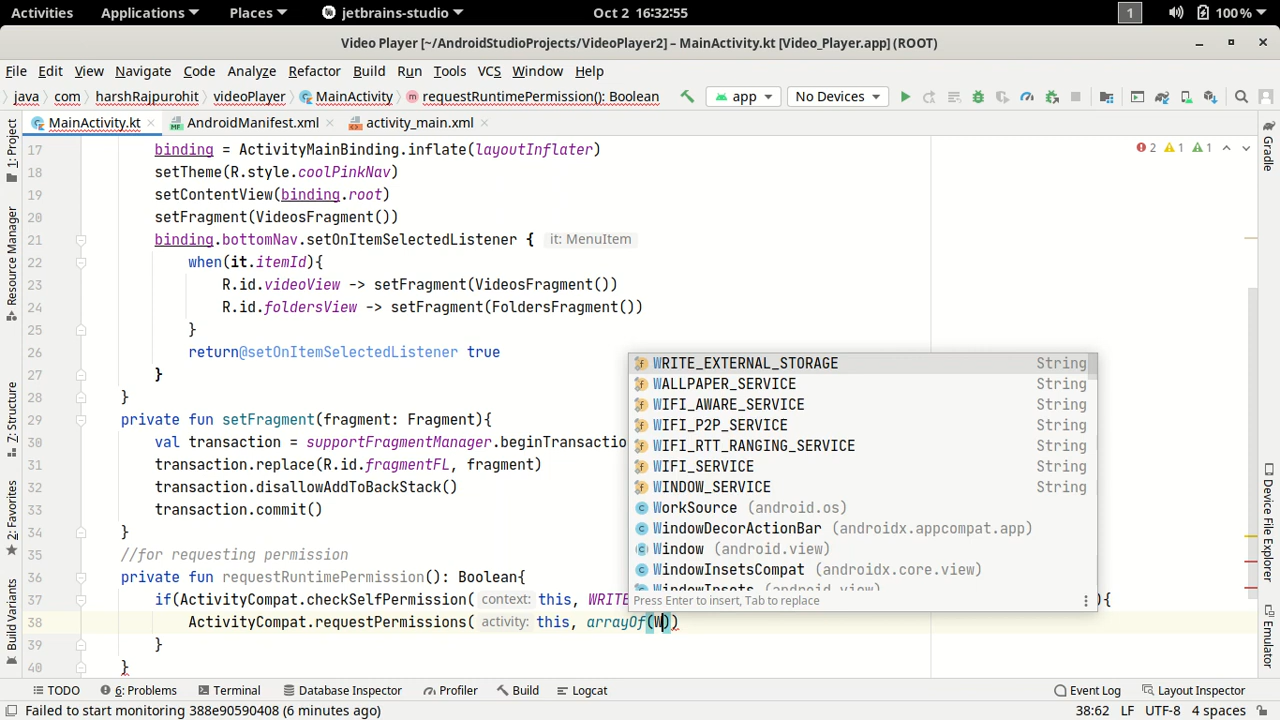 Activities Applications Places jetbrains-studio Oct 2 16:32:55 1 100%
Video Player [~/AndroidStudioProjects/VideoPlayer2] – MainActivity.kt [Video_Player.app] (ROOT)
File Edit View Navigate Code Analyze Refactor Build Run Tools VCS Window Help
java com harshRajpurohit videoPlayer MainActivity requestRuntimePermission(): Boolean app No Devices
MainActivity.kt AndroidManifest.xml activity_main.xml
1: Project
Resource Manager
7: Structure
2: Favorites
Build Variants
17 binding = ActivityMainBinding.inflate(layoutInflater)
2 1 1
18 setTheme(R.style.coolPinkNav)
19 setContentView(binding.root)
20 setFragment(VideosFragment())
21 binding.bottomNav.setOnItemSelectedListener { it: MenuItem
22 when(it.itemId){
23 R.id.videoView -> setFragment(VideosFragment())
24 R.id.foldersView -> setFragment(FoldersFragment())
25 }
26 return@setOnItemSelectedListener true
27 }
28 }
29 private fun setFragment(fragment: Fragment){
30 val transaction = supportFragmentManager.beginTransactio
31 transaction.replace(R.id.fragmentFL, fragment)
32 transaction.disallowAddToBackStack()
33 transaction.commit()
34 }
35 //for requesting permission
36 private fun requestRuntimePermission(): Boolean{
37 if(ActivityCompat.checkSelfPermission( context: this, WRITE ){
38 ActivityCompat.requestPermissions( activity: this, arrayOf(W))
39 }
40 }
WRITE_EXTERNAL_STORAGE String
WALLPAPER_SERVICE String
WIFI_AWARE_SERVICE String
WIFI_P2P_SERVICE String
WIFI_RTT_RANGING_SERVICE String
WIFI_SERVICE String
WINDOW_SERVICE String
WorkSource (android.os)
WindowDecorActionBar (androidx.appcompat.app)
Window (android.view)
WindowInsetsCompat (androidx.core.view)
WindowInsets (android.view)
Press Enter to insert, Tab to replace
Gradle
Device File Explorer
Emulator
TODO 6: Problems Terminal Database Inspector Profiler Build Logcat Event Log Layout Inspector
Failed to start monitoring 388e90590408 (6 minutes ago) 38:62 LF UTF-8 4 spaces